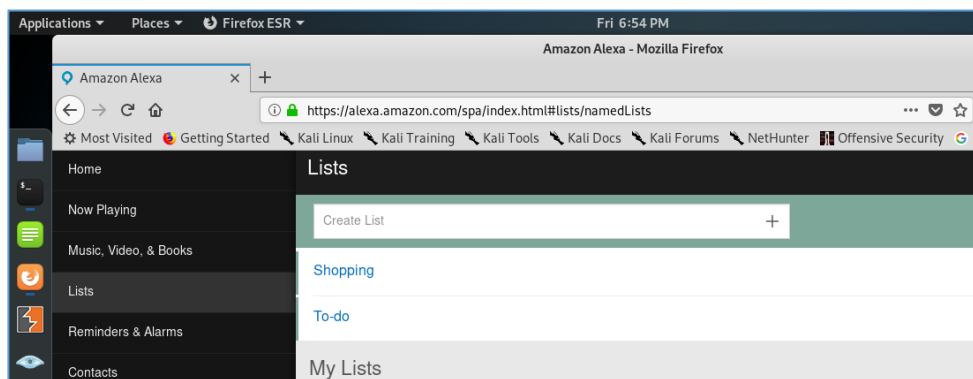 Applications Places Firefox ESR Fri 6:54 PM
Amazon Alexa - Mozilla Firefox
Amazon Alexa × +
https://alexa.amazon.com/spa/index.html#lists/namedLists
Most Visited Getting Started Kali Linux Kali Training Kali Tools Kali Docs Kali Forums NetHunter Offensive Security G
Home
Now Playing
Music, Video, & Books
Lists
Reminders & Alarms
Contacts
Lists
Create List +
Shopping
To-do
My Lists